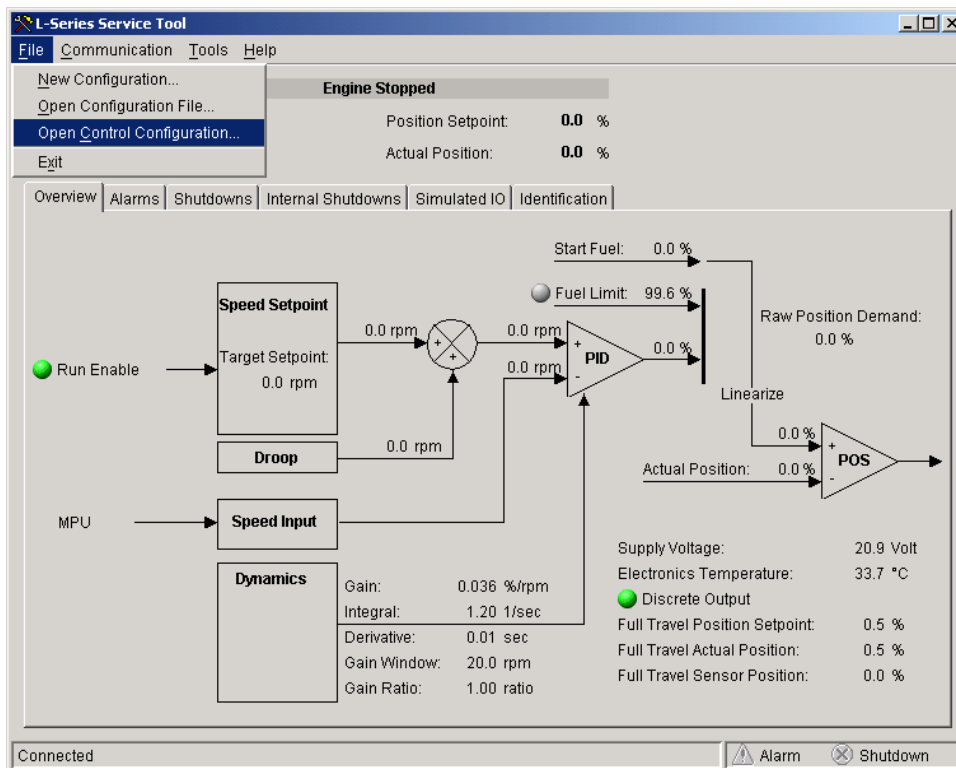 L-Series Service Tool
File Communication Tools Help
New Configuration...
Open Configuration File...
Open Control Configuration...
Exit
Engine Stopped
Position Setpoint: 0.0 %
Actual Position: 0.0 %
Overview Alarms Shutdowns Internal Shutdowns Simulated IO Identification
Start Fuel: 0.0 %
Fuel Limit: 99.6 %
Raw Position Demand:
0.0 %
Speed Setpoint
Target Setpoint:
0.0 rpm
Run Enable
0.0 rpm
+
+
0.0 rpm
0.0 rpm
+
-
PID
0.0 %
Linearize
Droop
0.0 rpm
0.0 %
Actual Position: 0.0 %
+
-
POS
MPU
Speed Input
Dynamics
Gain: 0.036 %/rpm
Integral: 1.20 1/sec
Derivative: 0.01 sec
Gain Window: 20.0 rpm
Gain Ratio: 1.00 ratio
Supply Voltage: 20.9 Volt
Electronics Temperature: 33.7 °C
Discrete Output
Full Travel Position Setpoint: 0.5 %
Full Travel Actual Position: 0.5 %
Full Travel Sensor Position: 0.0 %
Connected
Alarm Shutdown